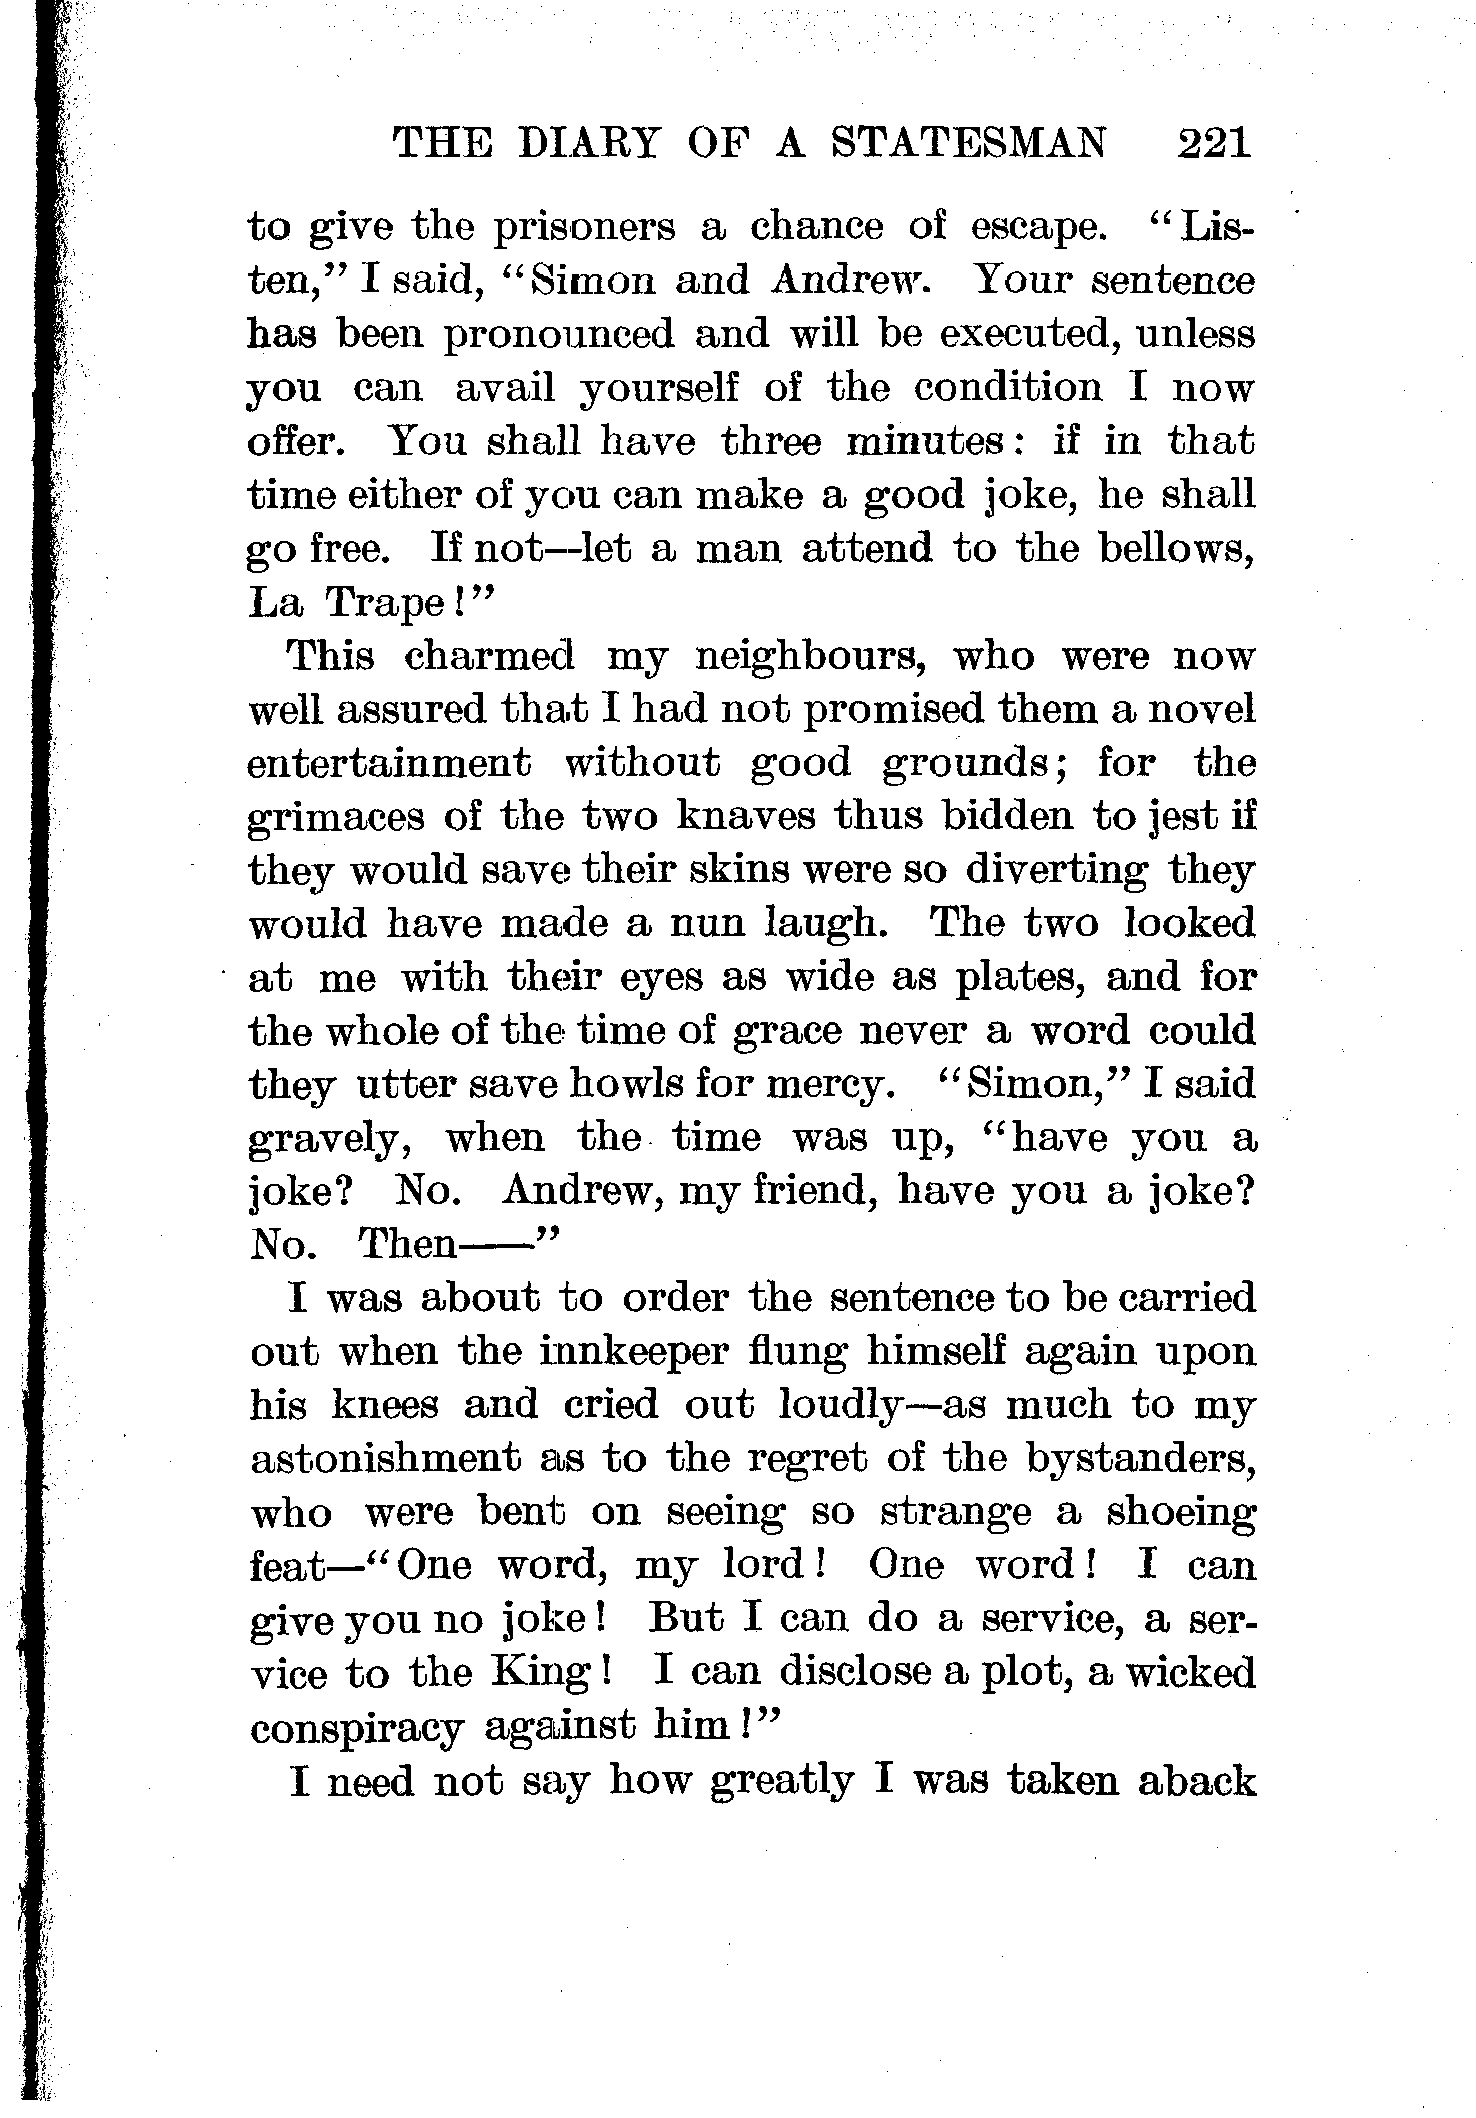 THE DIARY OF A STATESMAN 221
to give the prisoners a chance of escape. "Lis-
ten," I said, "Simon and Andrew. Your sentence
has been pronounced and will be executed, unless
you can avail yourself of the condition I now
offer. You shall have three minutes: if in that
time either of you can make a good joke, he shall
go free. If not—let a man attend to the bellows,
La Trape!"
This charmed my neighbours, who were now
well assured that I had not promised them a novel
entertainment without good grounds; for the
grimaces of the two knaves thus bidden to jest if
they would save their skins were so diverting they
would have made a nun laugh. The two looked
at me with their eyes as wide as plates, and for
the whole of the time of grace never a word could
they utter save howls for mercy. "Simon," I said
gravely, when the time was up, "have you a
joke? No. Andrew, my friend, have you a joke?
No. Then——"
I was about to order the sentence to be carried
out when the innkeeper flung himself again upon
his knees and cried out loudly—as much to my
astonishment as to the regret of the bystanders,
who were bent on seeing so strange a shoeing
feat—"One word, my lord! One word! I can
give you no joke! But I can do a service, a ser-
vice to the King! I can disclose a plot, a wicked
conspiracy against him!"
I need not say how greatly I was taken aback